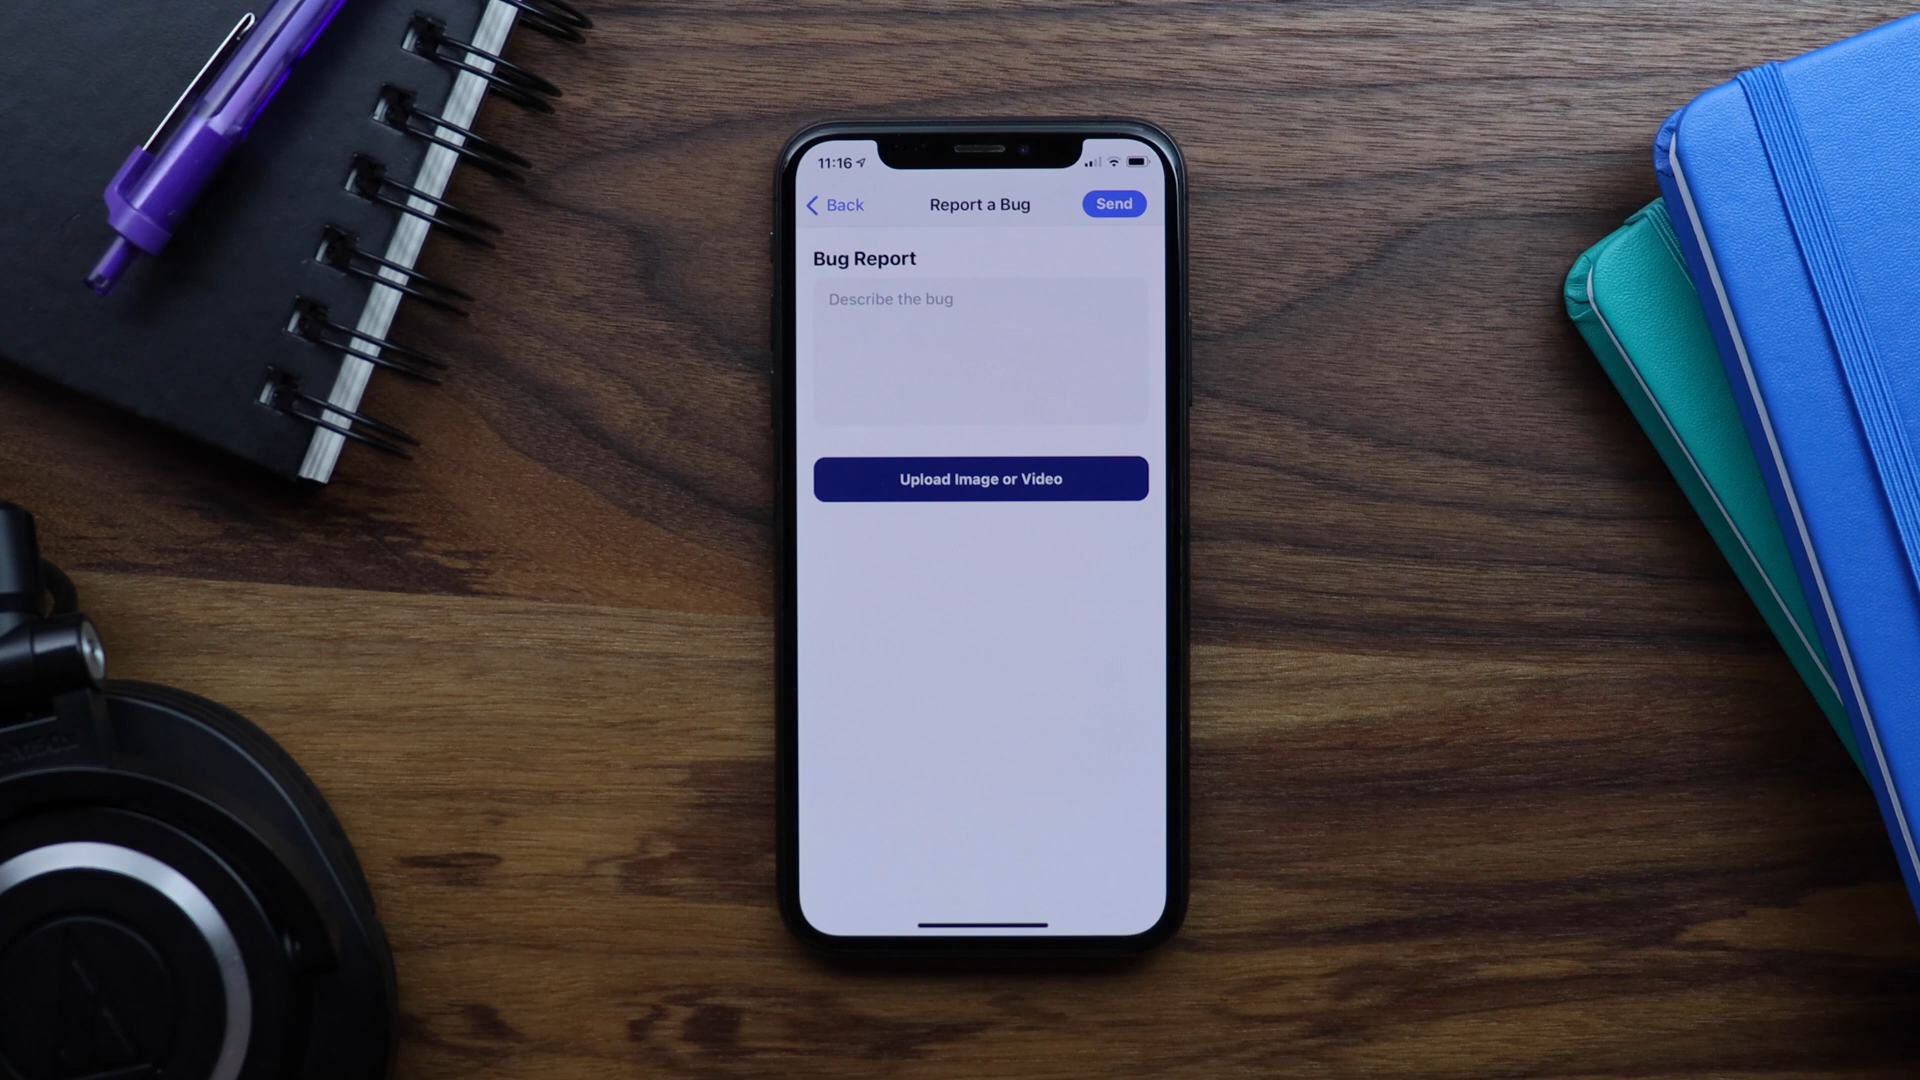 11:16
Back
Report a Bug
Send
Bug Report
Describe the bug
Upload Image or Video